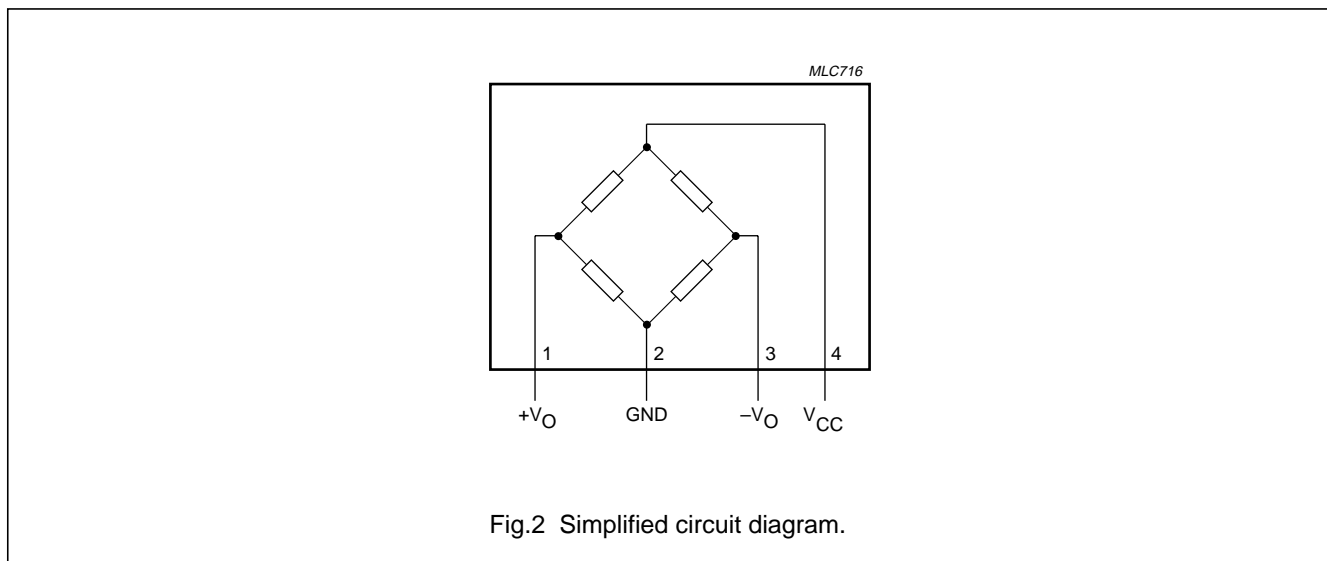 MLC716
1 2 3 4
+VO GND –VO VCC
Fig.2 Simplified circuit diagram.